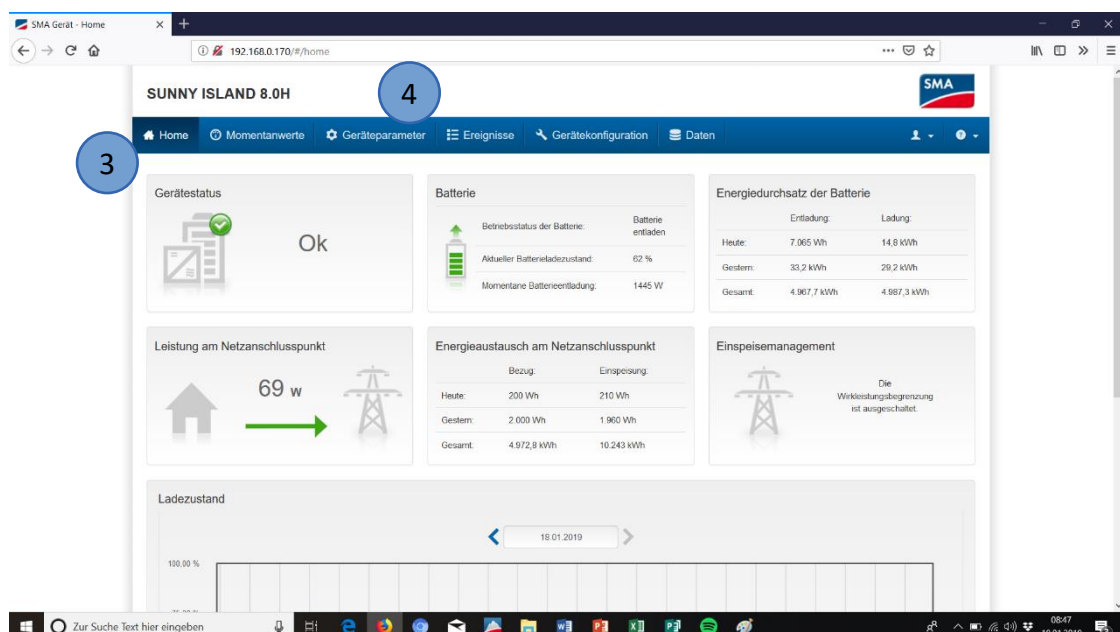 SMA Gerät - Home
192.168.0.170/#/home
SUNNY ISLAND 8.0H
4
SMA
Home Momentanwerte Geräteparameter Ereignisse Gerätekonfiguration Daten
3
Gerätestatus
Ok
Batterie
Betriebsstatus der Batterie: Batterie entladen
Aktueller Batterieladezustand: 62 %
Momentane Batterieentladung: 1445 W
Energiedurchsatz der Batterie
Entladung: Ladung:
Heute: 7.065 Wh 14,8 kWh
Gestern: 33,2 kWh 29,2 kWh
Gesamt: 4.967,7 kWh 4.987,3 kWh
Leistung am Netzanschlusspunkt
69 W
Energieaustausch am Netzanschlusspunkt
Bezug: Einspeisung:
Heute: 200 Wh 210 Wh
Gestern: 2.000 Wh 1.960 Wh
Gesamt: 4.972,8 kWh 10.243 kWh
Einspeisemanagement
Die
Wirkleistungsbegrenzung
ist ausgeschaltet.
Ladezustand
18.01.2019
100,00 %
Zur Suche Text hier eingeben
08:47